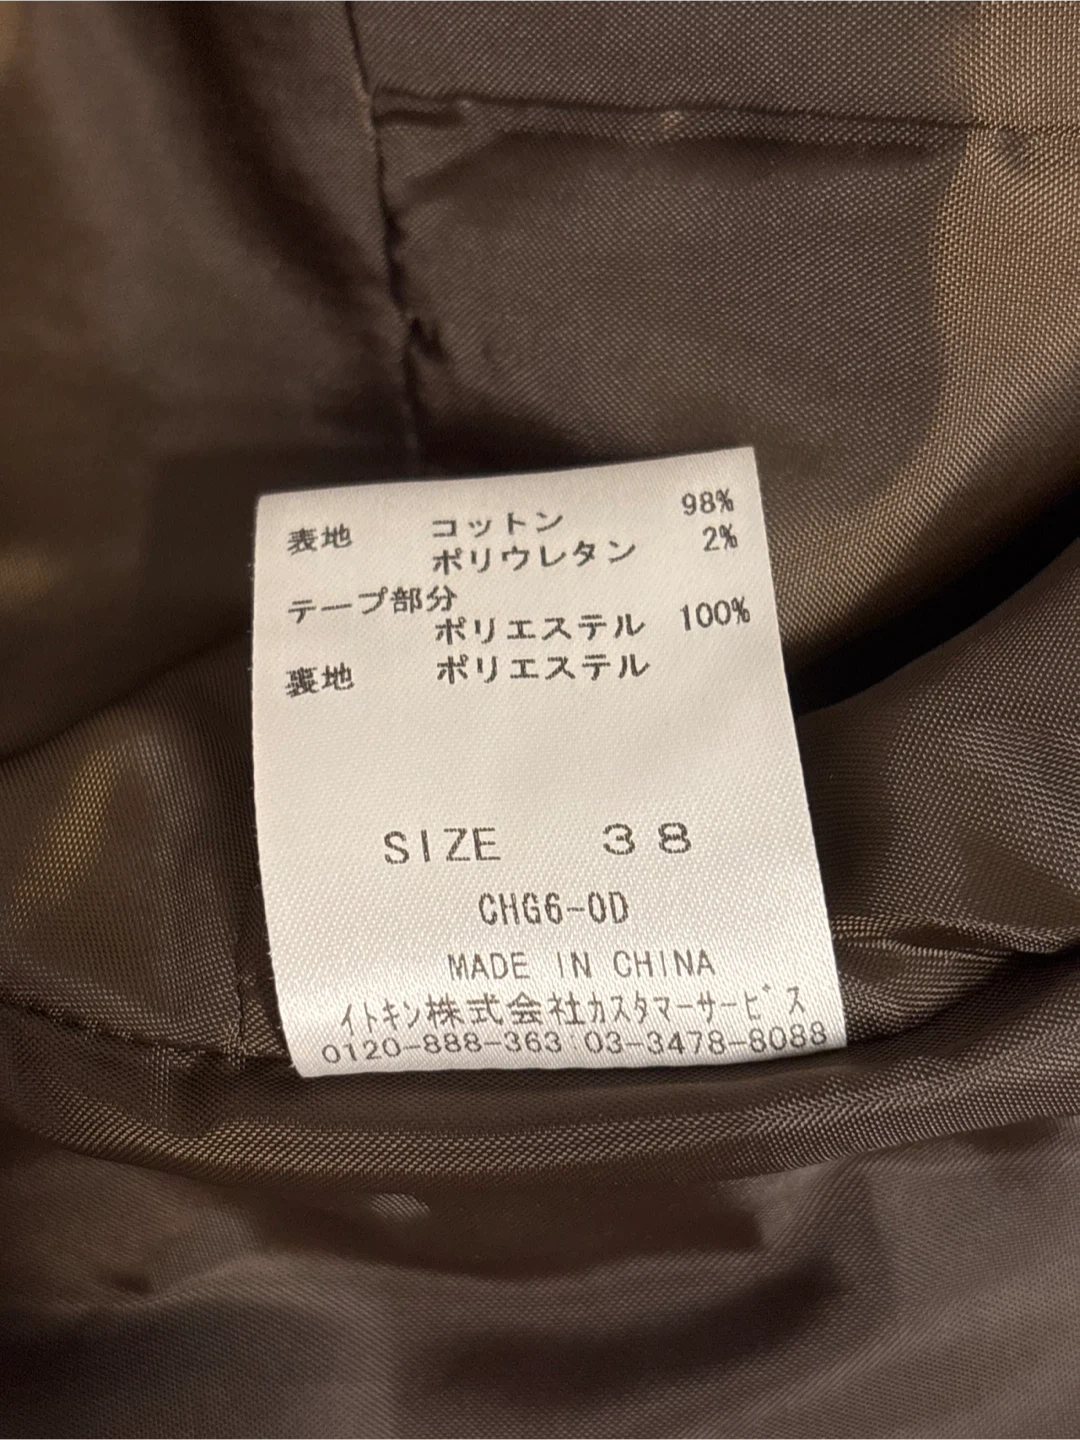 表地 コットン 98%
ポリウレタン 2%
テープ部分
ポリエステル 100%
裏地 ポリエステル
SIZE 38
CHG6-0D
MADE IN CHINA
イトキン株式会社カスタマーサービス
0120-888-363 03-3478-8088